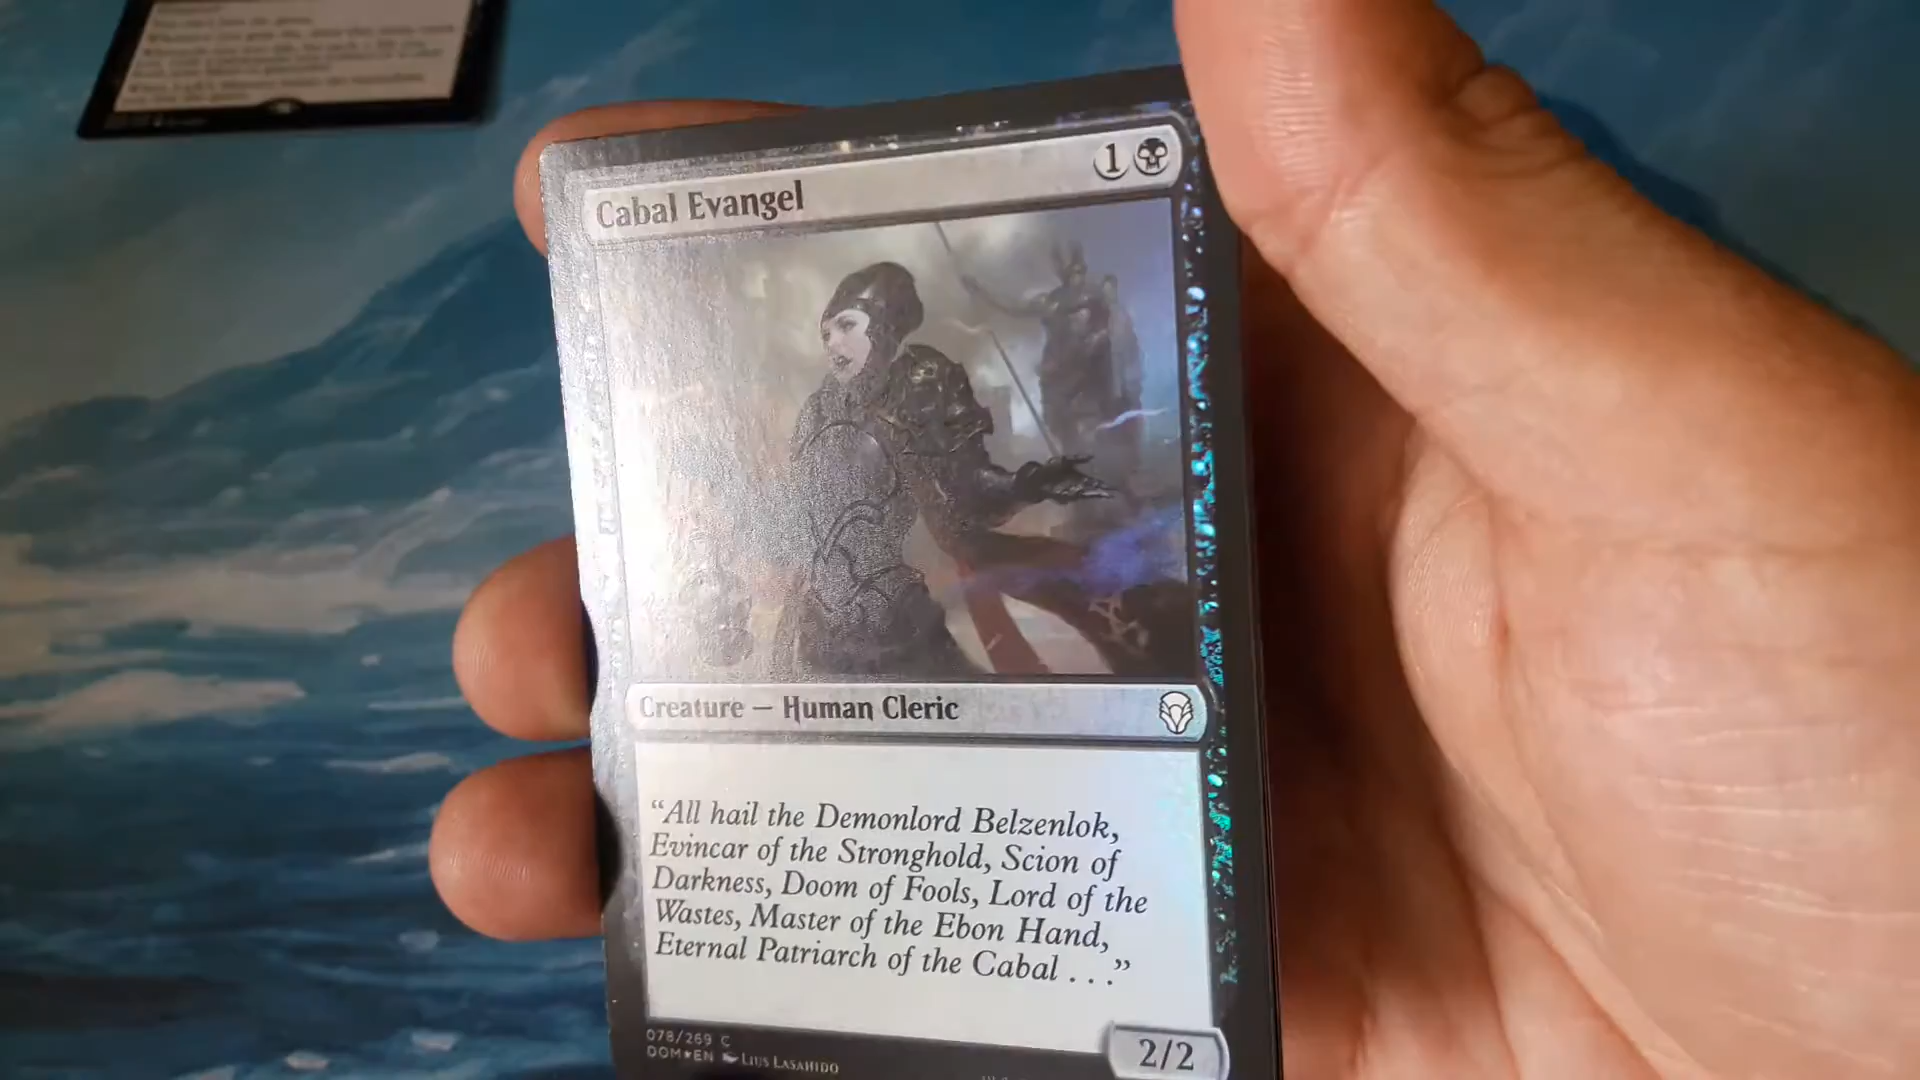 Cabal Evangel
1
Creature — Human Cleric
“All hail the Demonlord Belzenlok,
Evincar of the Stronghold, Scion of
Darkness, Doom of Fools, Lord of the
Wastes, Master of the Ebon Hand,
Eternal Patriarch of the Cabal . . .”
078/269 C
DOM★EN Lius Lasahido
2/2